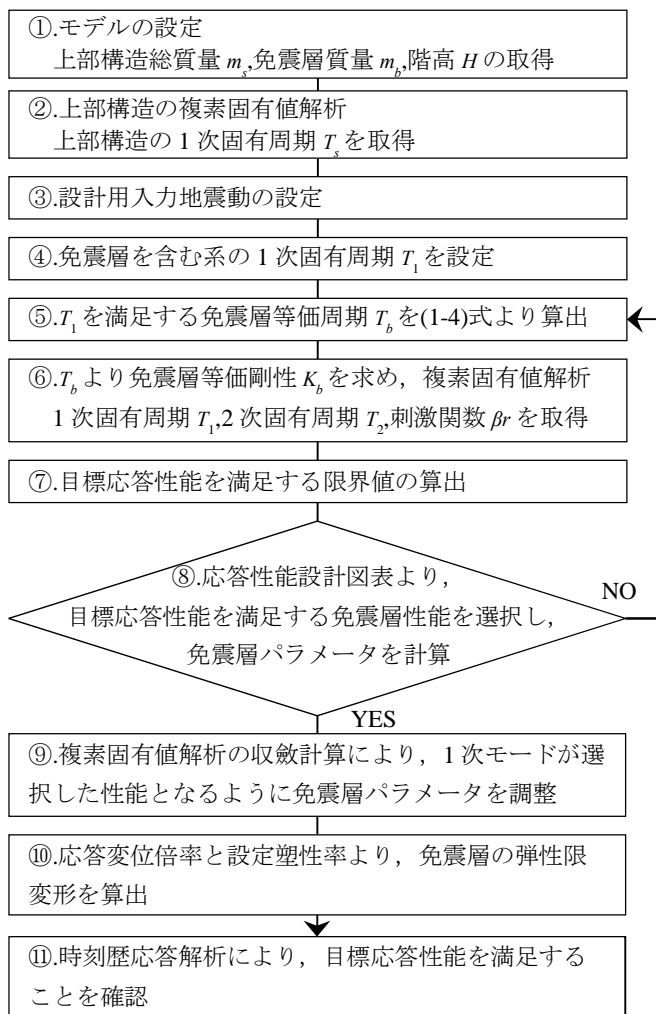 ①.モデルの設定
上部構造総質量 mₛ,免震層質量 m_b,階高 H の取得
②.上部構造の複素固有値解析
上部構造の 1 次固有周期 Tₛを取得
③.設計用入力地震動の設定
④.免震層を含む系の 1 次固有周期 T₁を設定
⑤.T₁を満足する免震層等価周期 T_b を(1-4)式より算出
⑥.T_b より免震層等価剛性 K_b を求め，複素固有値解析
1 次固有周期 T₁,2 次固有周期 T₂,刺激関数 βr を取得
⑦.目標応答性能を満足する限界値の算出
⑧.応答性能設計図表より，
目標応答性能を満足する免震層性能を選択し，
免震層パラメータを計算
NO
YES
⑨.複素固有値解析の収斂計算により，1 次モードが選
択した性能となるように免震層パラメータを調整
⑩.応答変位倍率と設定塑性率より，免震層の弾性限
変形を算出
⑪.時刻歴応答解析により，目標応答性能を満足する
ことを確認